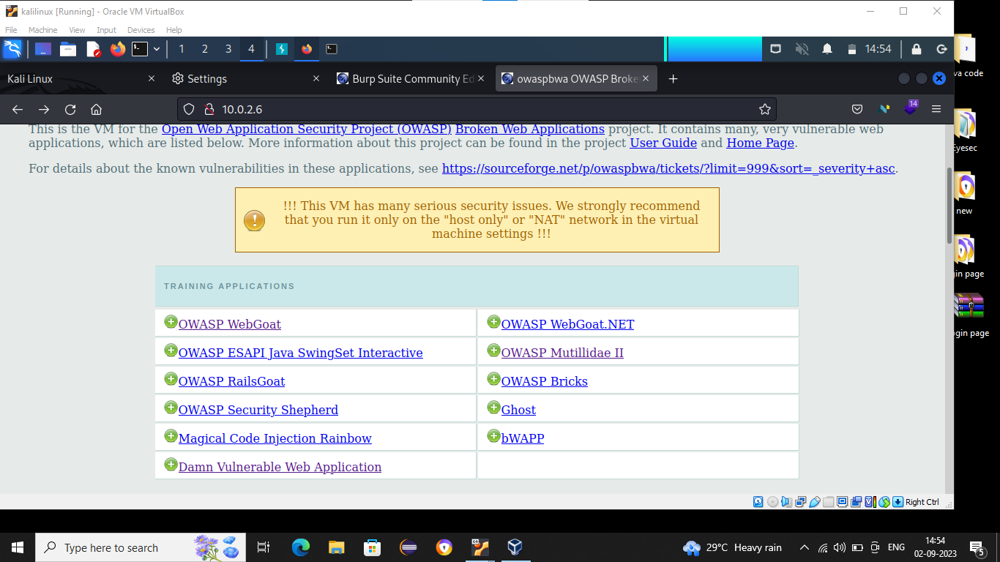 kalilinux [Running] - Oracle VM VirtualBox
File Machine View Input Devices Help
1 2 3 4 14:54
Kali Linux Settings Burp Suite Community Ed owaspbwa OWASP Broke
10.0.2.6 14
This is the VM for the Open Web Application Security Project (OWASP) Broken Web Applications project. It contains many, very vulnerable web
applications, which are listed below. More information about this project can be found in the project User Guide and Home Page.
For details about the known vulnerabilities in these applications, see https://sourceforge.net/p/owaspbwa/tickets/?limit=999&sort=_severity+asc.
!!! This VM has many serious security issues. We strongly recommend
that you run it only on the "host only" or "NAT" network in the virtual
machine settings !!!
TRAINING APPLICATIONS
OWASP WebGoat OWASP WebGoat.NET
OWASP ESAPI Java SwingSet Interactive OWASP Mutillidae II
OWASP RailsGoat OWASP Bricks
OWASP Security Shepherd Ghost
Magical Code Injection Rainbow bWAPP
Damn Vulnerable Web Application
Right Ctrl
va code
Eyesec
new
gin page
ogin page
Type here to search 29°C Heavy rain ENG 14:54
02-09-2023 5